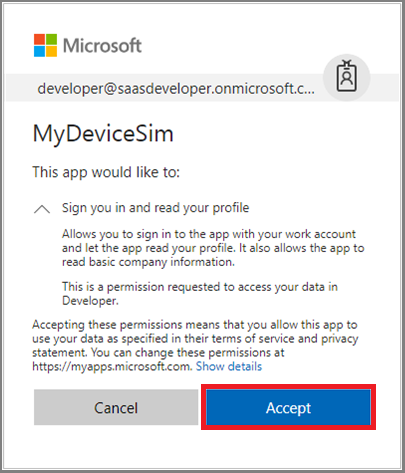 Microsoft
developer@saasdeveloper.onmicrosoft.c...
MyDeviceSim
This app would like to:
Sign you in and read your profile
Allows you to sign in to the app with your work account
and let the app read your profile. It also allows the app to
read basic company information.
This is a permission requested to access your data in
Developer.
Accepting these permissions means that you allow this app to
use your data as specified in their terms of service and privacy
statement. You can change these permissions at
https://myapps.microsoft.com. Show details
Cancel
Accept